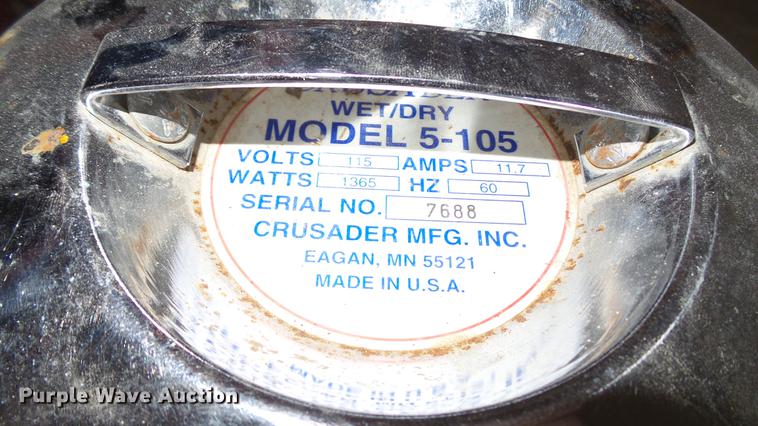 CRUSADER
WET/DRY
MODEL 5-105
VOLTS 115 AMPS 11.7
WATTS 1365 HZ 60
SERIAL NO. 7688
CRUSADER MFG. INC.
EAGAN, MN 55121
MADE IN U.S.A.
Purple Wave Auction